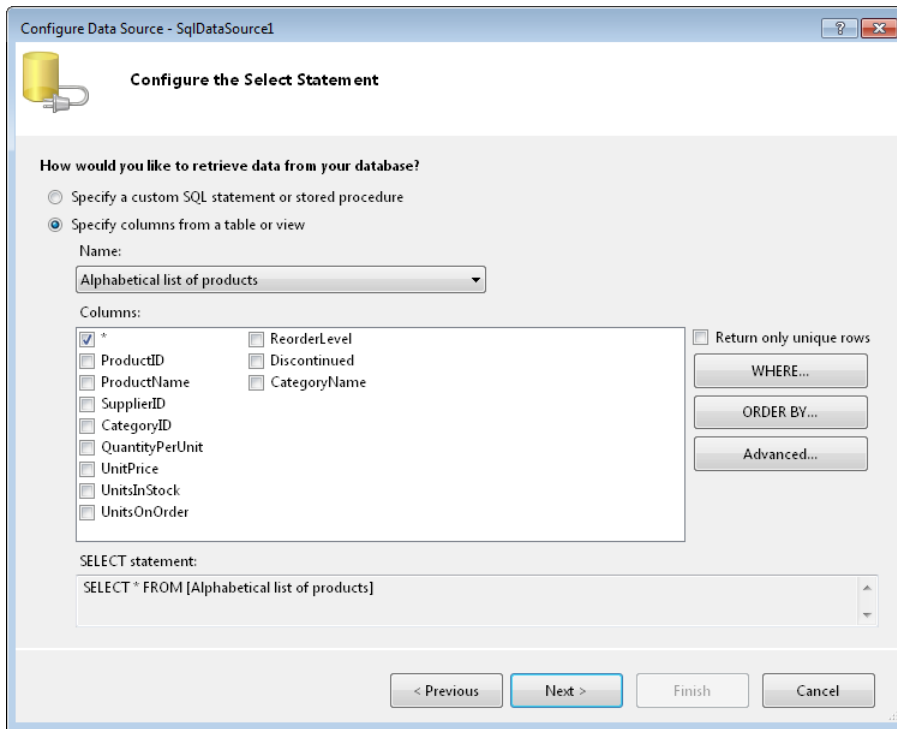 Configure Data Source - SqlDataSource1
Configure the Select Statement
How would you like to retrieve data from your database?
Specify a custom SQL statement or stored procedure
Specify columns from a table or view
Name:
Alphabetical list of products
Columns:
*
ProductID
ProductName
SupplierID
CategoryID
QuantityPerUnit
UnitPrice
UnitsInStock
UnitsOnOrder
ReorderLevel
Discontinued
CategoryName
Return only unique rows
WHERE...
ORDER BY...
Advanced...
SELECT statement:
SELECT * FROM [Alphabetical list of products]
< Previous
Next >
Finish
Cancel